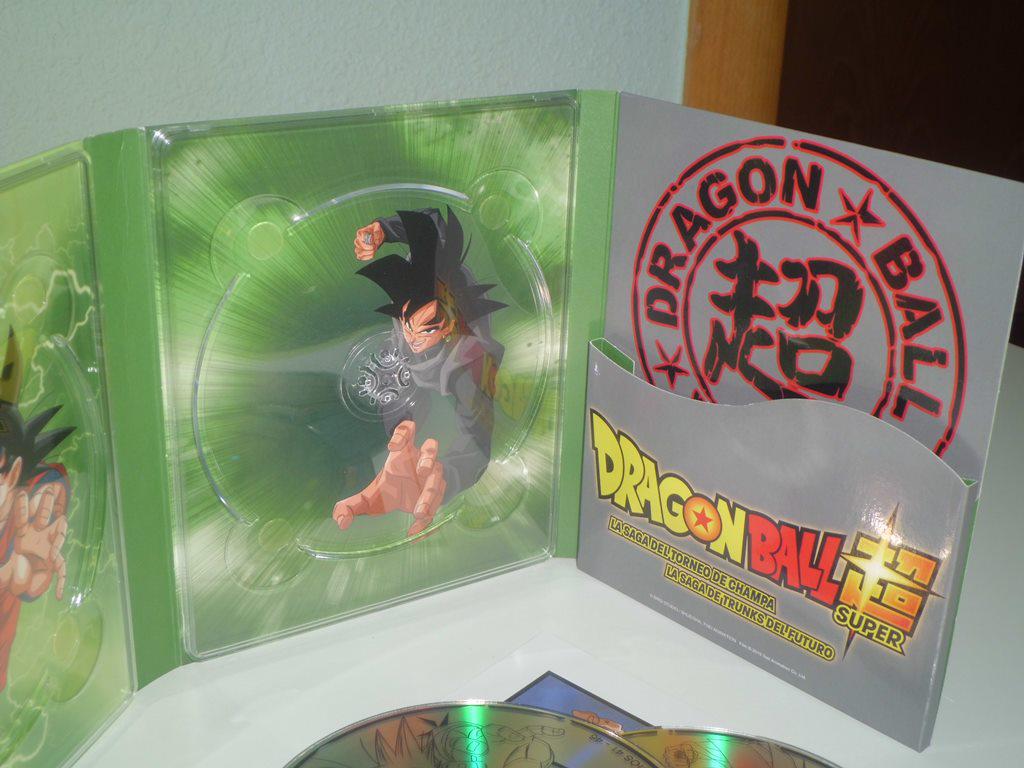 DRAGON ★ BALL ★
超
DRAGON BALL 超
SUPER
LA SAGA DEL TORNEO DE CHAMPA
LA SAGA DE TRUNKS DEL FUTURO